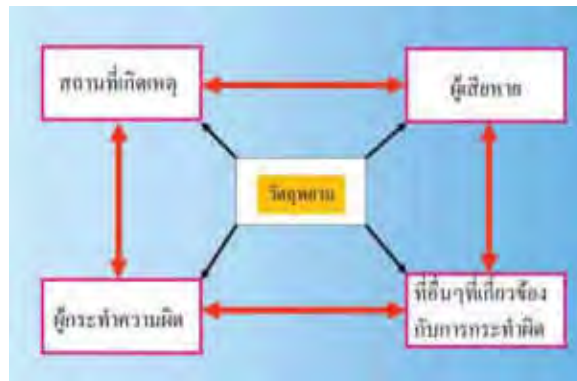 สถานที่เกิดเหตุ
ผู้เสียหาย
วัตถุพยาน
ผู้กระทำความผิด
ที่อื่นๆที่เกี่ยวข้อง
กับการกระทำผิด